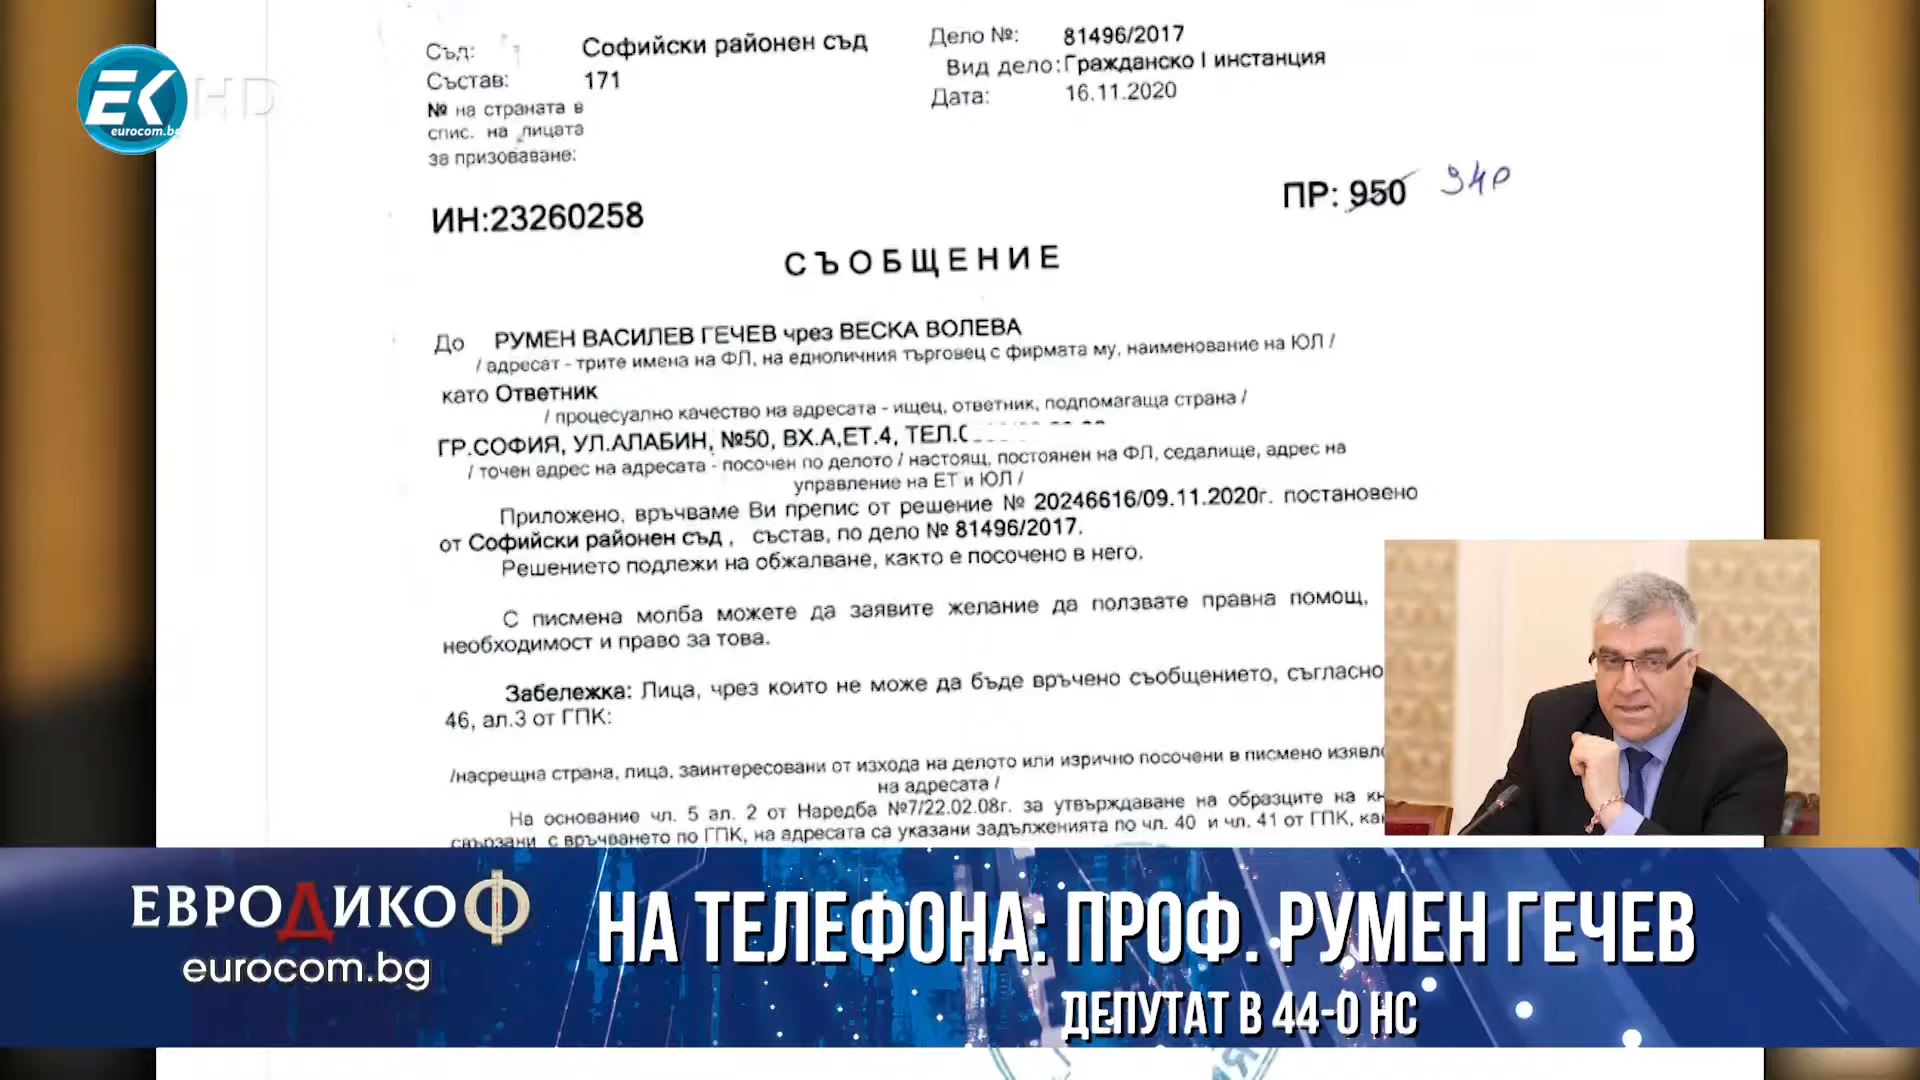 EK HD
eurocom.bg
Съд: Софийски районен съд
Състав: 171
№ на страната в
спис. на лицата
за призоваване:
Дело №: 81496/2017
Вид дело: Гражданско I инстанция
Дата: 16.11.2020
ИН:23260258
ПР: 950
СЪОБЩЕНИЕ
До РУМЕН ВАСИЛЕВ ГЕЧЕВ чрез ВЕСКА ВОЛЕВА
/ адресат - трите имена на ФЛ, на едноличния търговец с фирмата му, наименование на ЮЛ /
като Ответник
/ процесуално качество на адресата - ищец, ответник, подпомагаща страна /
ГР.СОФИЯ, УЛ.АЛАБИН, №50, ВХ.А,ЕТ.4, ТЕЛ.
/ точен адрес на адресата - посочен по делото / настоящ, постоянен на ФЛ, седалище, адрес на
управление на ЕТ и ЮЛ /
Приложено, връчваме Ви препис от решение № 20246616/09.11.2020г. постановено
от Софийски районен съд , състав, по дело № 81496/2017.
Решението подлежи на обжалване, както е посочено в него.
С писмена молба можете да заявите желание да ползвате правна помощ,
необходимост и право за това.
Забележка: Лица, чрез които не може да бъде връчено съобщението, съгласно
46, ал.3 от ГПК:
/насрещна страна, лица, заинтересовани от изхода на делото или изрично посочени в писмено
на адресата /
На основание чл. 5 ал. 2 от Наредба №7/22.02.08г. за утвърждаване на образците на
свързани с връчването по ГПК, на адресата са указани задълженията по чл. 40 и чл. 41 от ГПК,
ЕВРОДИКОФ
eurocom.bg
НА ТЕЛЕФОНА: ПРОФ. РУМЕН ГЕЧЕВ
ДЕПУТАТ В 44-О НС